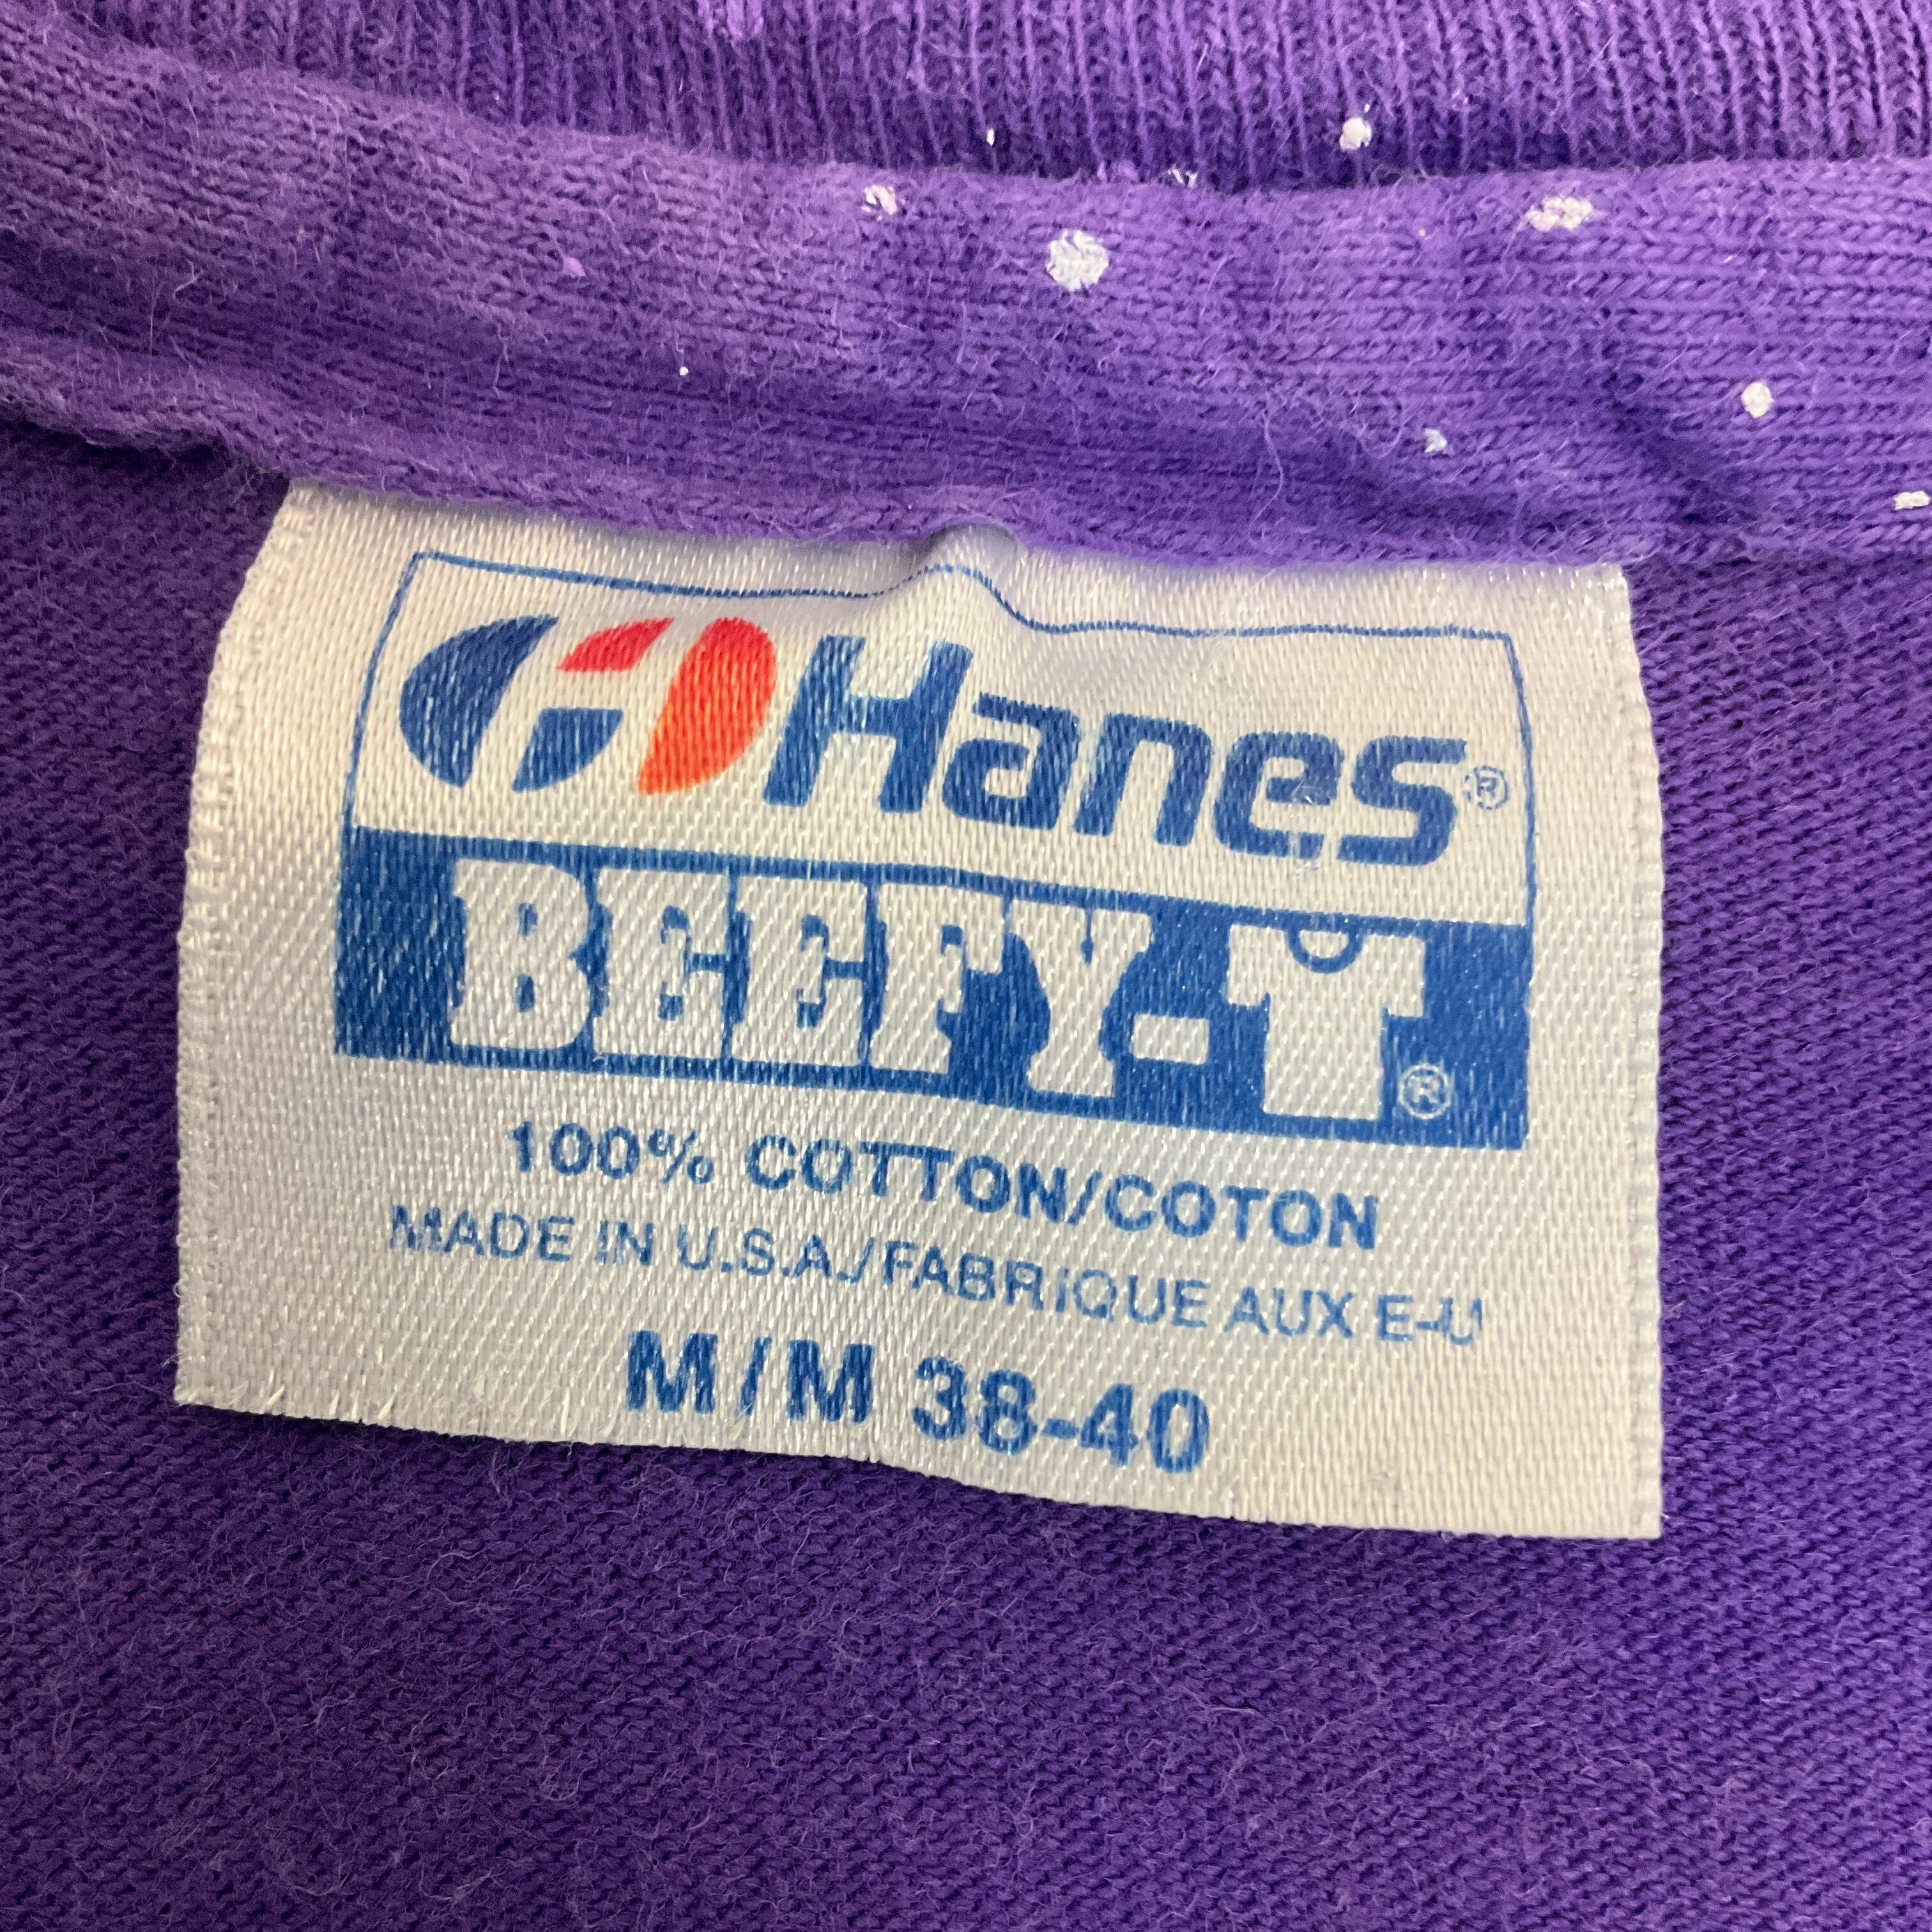 Hanes®
BEEFY-T®
100% COTTON/COTON
MADE IN U.S.A./FABRIQUE AUX E-U
M/M 38-40